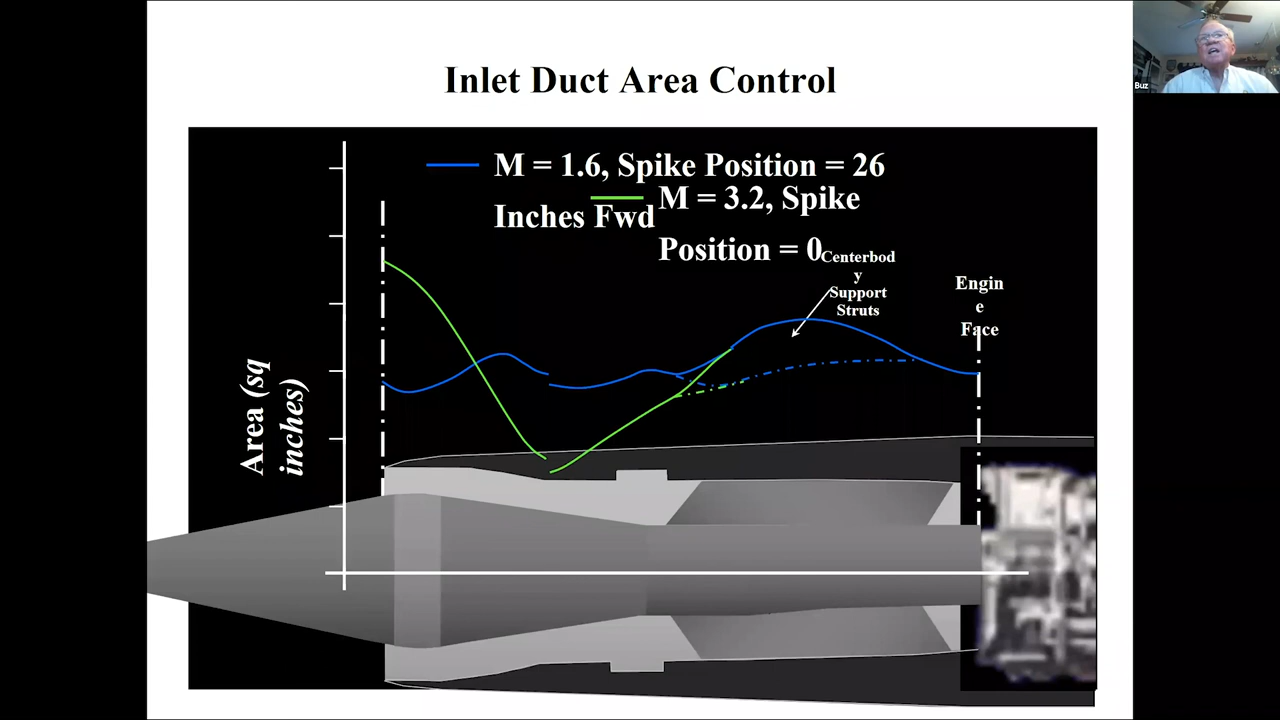 Inlet Duct Area Control
M = 1.6, Spike Position = 26
Inches Fwd
M = 3.2, Spike
Position = 0
Centerbod
y
Support
Struts
Engin
e
Face
Area (sq
inches)
Buz